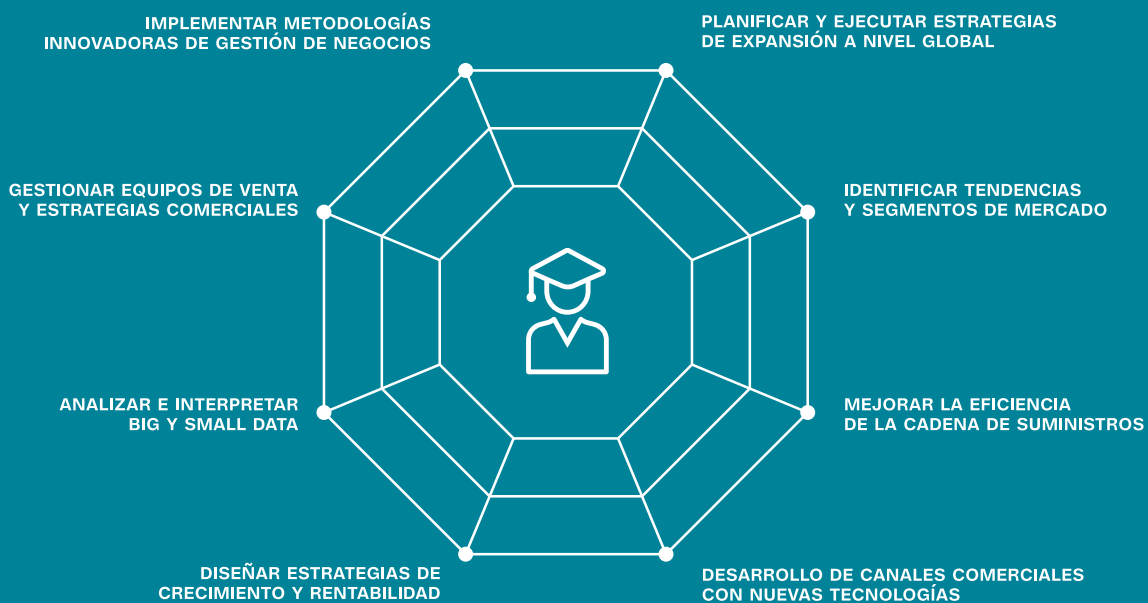 IMPLEMENTAR METODOLOGÍAS
INNOVADORAS DE GESTIÓN DE NEGOCIOS
PLANIFICAR Y EJECUTAR ESTRATEGIAS
DE EXPANSIÓN A NIVEL GLOBAL
GESTIONAR EQUIPOS DE VENTA
Y ESTRATEGIAS COMERCIALES
IDENTIFICAR TENDENCIAS
Y SEGMENTOS DE MERCADO
ANALIZAR E INTERPRETAR
BIG Y SMALL DATA
MEJORAR LA EFICIENCIA
DE LA CADENA DE SUMINISTROS
DISEÑAR ESTRATEGIAS DE
CRECIMIENTO Y RENTABILIDAD
DESARROLLO DE CANALES COMERCIALES
CON NUEVAS TECNOLOGÍAS